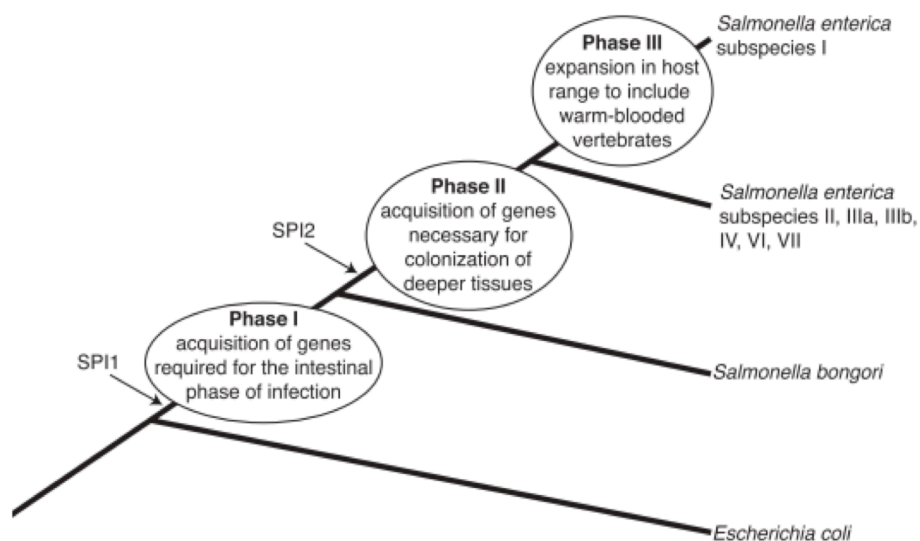 Salmonella enterica
subspecies I
Phase III
expansion in host
range to include
warm-blooded
vertebrates
Salmonella enterica
subspecies II, IIIa, IIIb,
IV, VI, VII
Phase II
acquisition of genes
necessary for
colonization of
deeper tissues
SPI2
Phase I
acquisition of genes
required for the intestinal
phase of infection
SPI1
Salmonella bongori
Escherichia coli